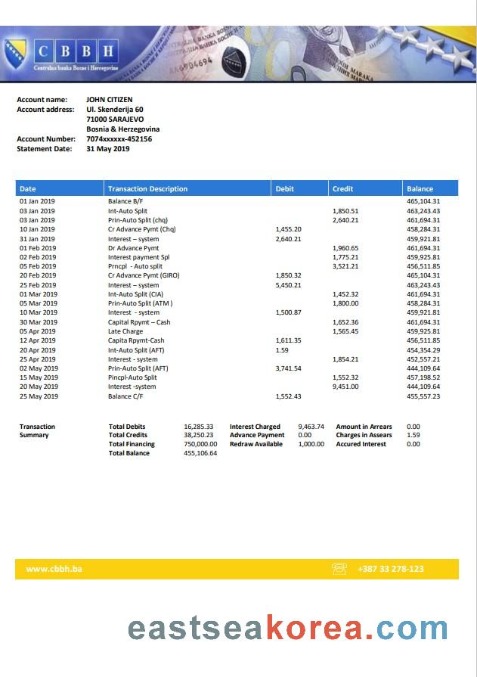 C B B H
Centralna banka Bosne i Hercegovine
Account name: JOHN CITIZEN
Account address: Ul. Skenderija 60
71000 SARAJEVO
Bosnia & Herzegovina
Account Number: 7074xxxxxx-452156
Statement Date: 31 May 2019
Date Transaction Description Debit Credit Balance
01 Jan 2019 Balance B/F 465,104.31
03 Jan 2019 Int-Auto Split 1,850.51 463,243.43
03 Jan 2019 Prin-Auto Split (chq) 2,640.21 461,694.31
10 Jan 2019 Cr Advance Pymt (Chq) 1,455.20 458,284.31
31 Jan 2019 Interest – system 2,640.21 459,921.81
01 Feb 2019 Dr Advance Pymt 1,960.65 461,694.31
02 Feb 2019 Interest payment Spl 1,775.21 459,925.81
05 Feb 2019 Prncpl - Auto split 3,521.21 456,511.85
20 Feb 2019 Cr Advance Pymt (GIRO) 1,850.32 465,104.31
25 Feb 2019 Interest – system 5,450.21 463,243.43
01 Mar 2019 Int-Auto Split (CIA) 1,452.32 461,694.31
05 Mar 2019 Prin-Auto Split (ATM ) 1,800.00 458,284.31
10 Mar 2019 Interest - system 1,500.87 459,921.81
30 Mar 2019 Capital Rpymt – Cash 1,652.36 461,694.31
05 Apr 2019 Late Charge 1,565.45 459,925.81
12 Apr 2019 Capita Rpymt-Cash 1,611.35 456,511.85
20 Apr 2019 Int-Auto Split (AFT) 1.59 454,354.29
25 Apr 2019 Interest - system 1,854.21 452,557.21
02 May 2019 Prin-Auto Split (AFT) 3,741.54 444,109.64
15 May 2019 Pincpl-Auto Split 1,552.32 457,198.52
20 May 2019 Interest -system 9,451.00 444,109.64
25 May 2019 Balance C/F 1,552.43 455,557.23
Transaction Total Debits 16,285.33 Interest Charged 9,463.74 Amount in Arrears 0.00
Summary Total Credits 38,250.23 Advance Payment 0.00 Charges in Assears 1.59
Total Financing 750,000.00 Redraw Available 1,000.00 Accured Interest 0.00
Total Balance 455,106.64
www.cbbh.ba +387 33 278-123
eastseakorea.com